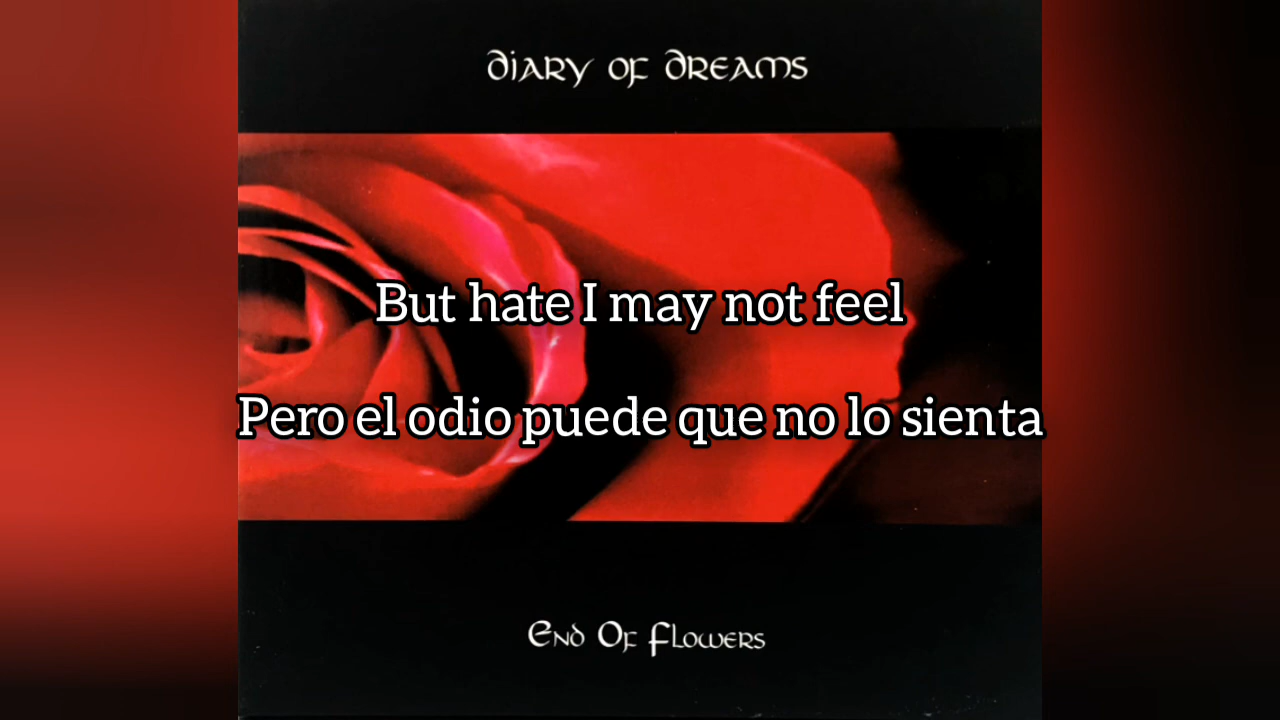 Diary of Dreams
But hate I may not feel
Pero el odio puede que no lo sienta
End Of Flowers